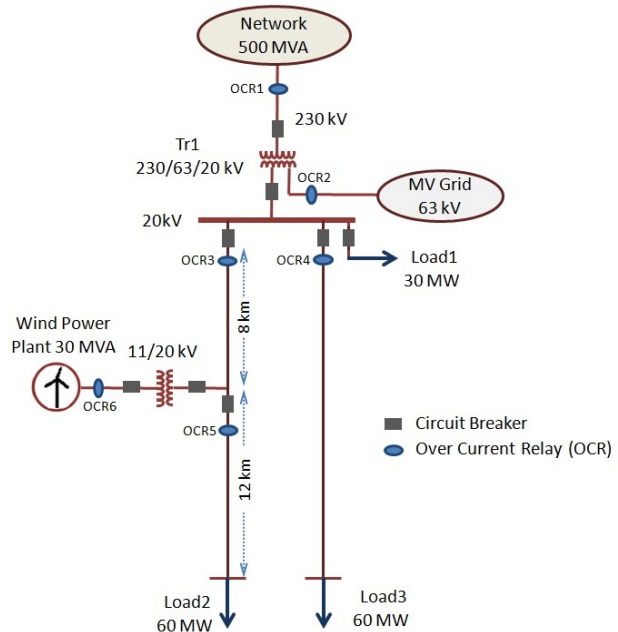 Network
500 MVA
OCR1
230 kV
Tr1
230/63/20 kV
OCR2
MV Grid
63 kV
20kV
OCR3
OCR4
Load1
30 MW
8 km
Wind Power
Plant 30 MVA
11/20 kV
OCR6
OCR5
Circuit Breaker
Over Current Relay (OCR)
12 km
Load2
60 MW
Load3
60 MW